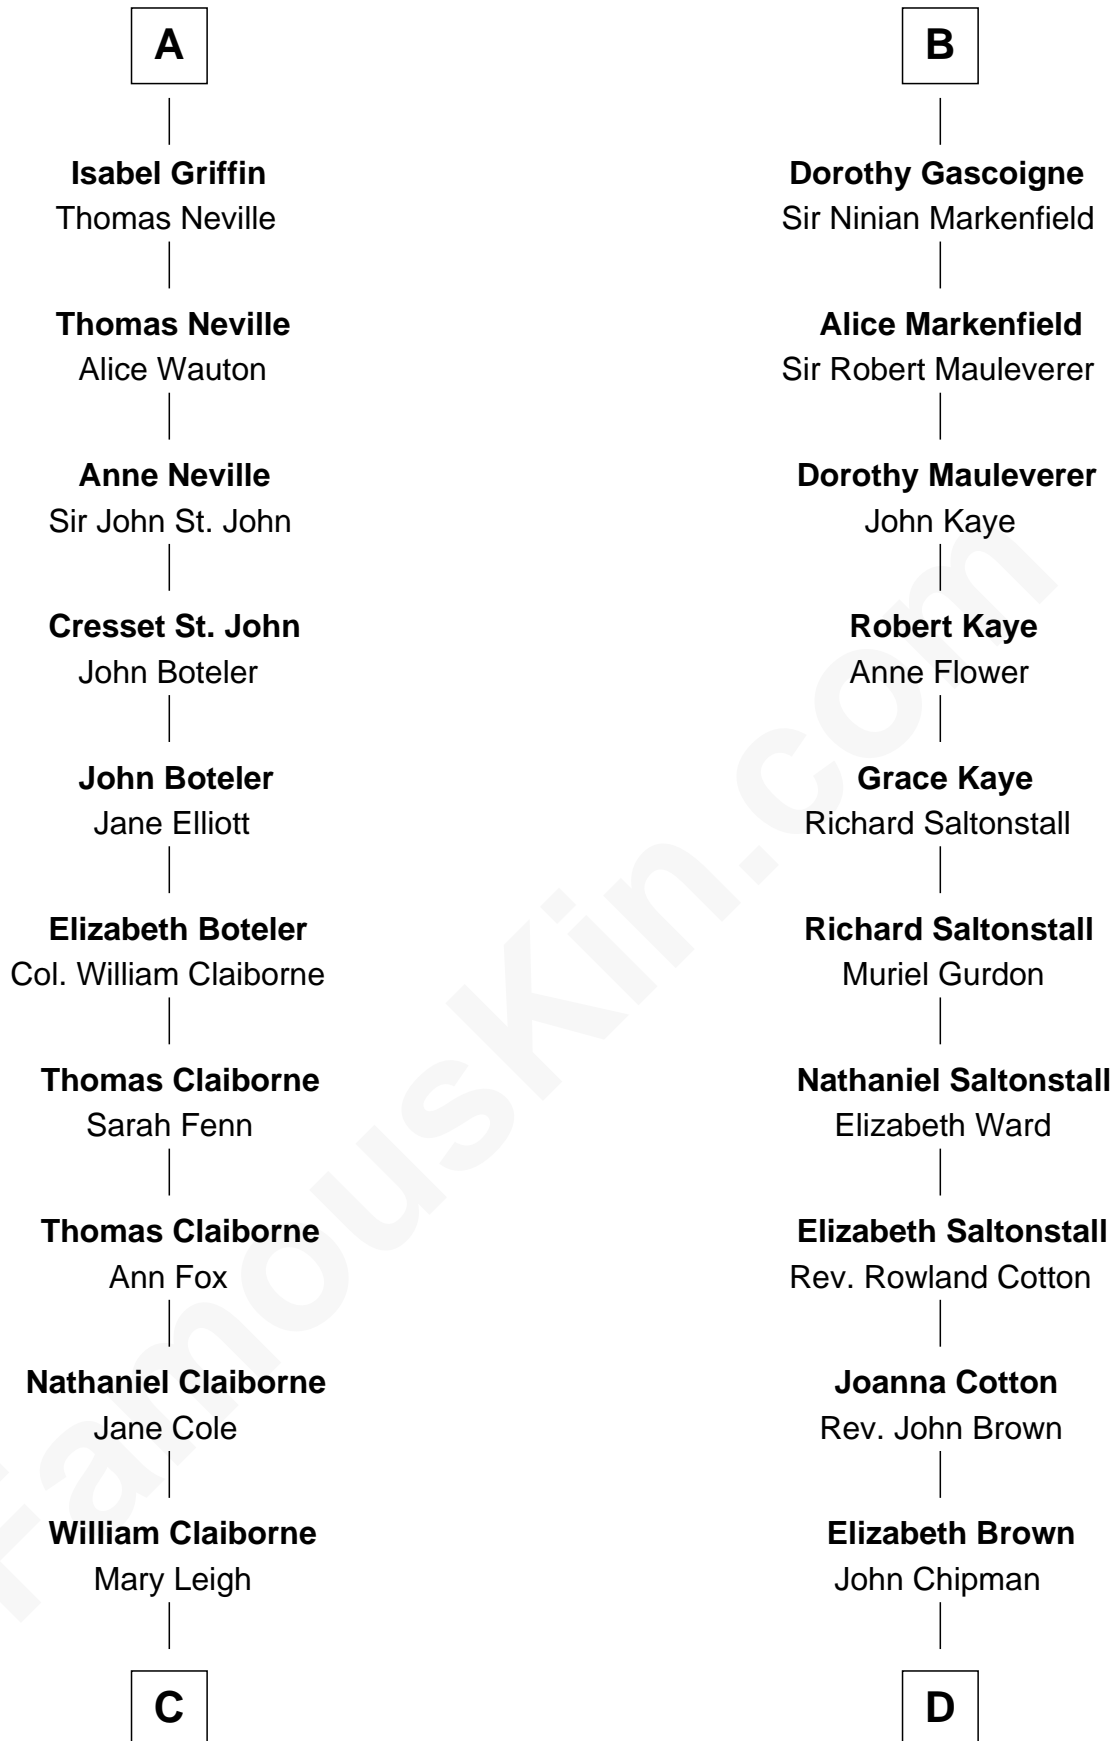 A
Isabel Griffin
Thomas Neville
Thomas Neville
Alice Wauton
Anne Neville
Sir John St. John
Cresset St. John
John Boteler
John Boteler
Jane Elliott
Elizabeth Boteler
Col. William Claiborne
Thomas Claiborne
Sarah Fenn
Thomas Claiborne
Ann Fox
Nathaniel Claiborne
Jane Cole
William Claiborne
Mary Leigh
C
B
Dorothy Gascoigne
Sir Ninian Markenfield
Alice Markenfield
Sir Robert Mauleverer
Dorothy Mauleverer
John Kaye
Robert Kaye
Anne Flower
Grace Kaye
Richard Saltonstall
Richard Saltonstall
Muriel Gurdon
Nathaniel Saltonstall
Elizabeth Ward
Elizabeth Saltonstall
Rev. Rowland Cotton
Joanna Cotton
Rev. John Brown
Elizabeth Brown
John Chipman
D
FamousKin.com